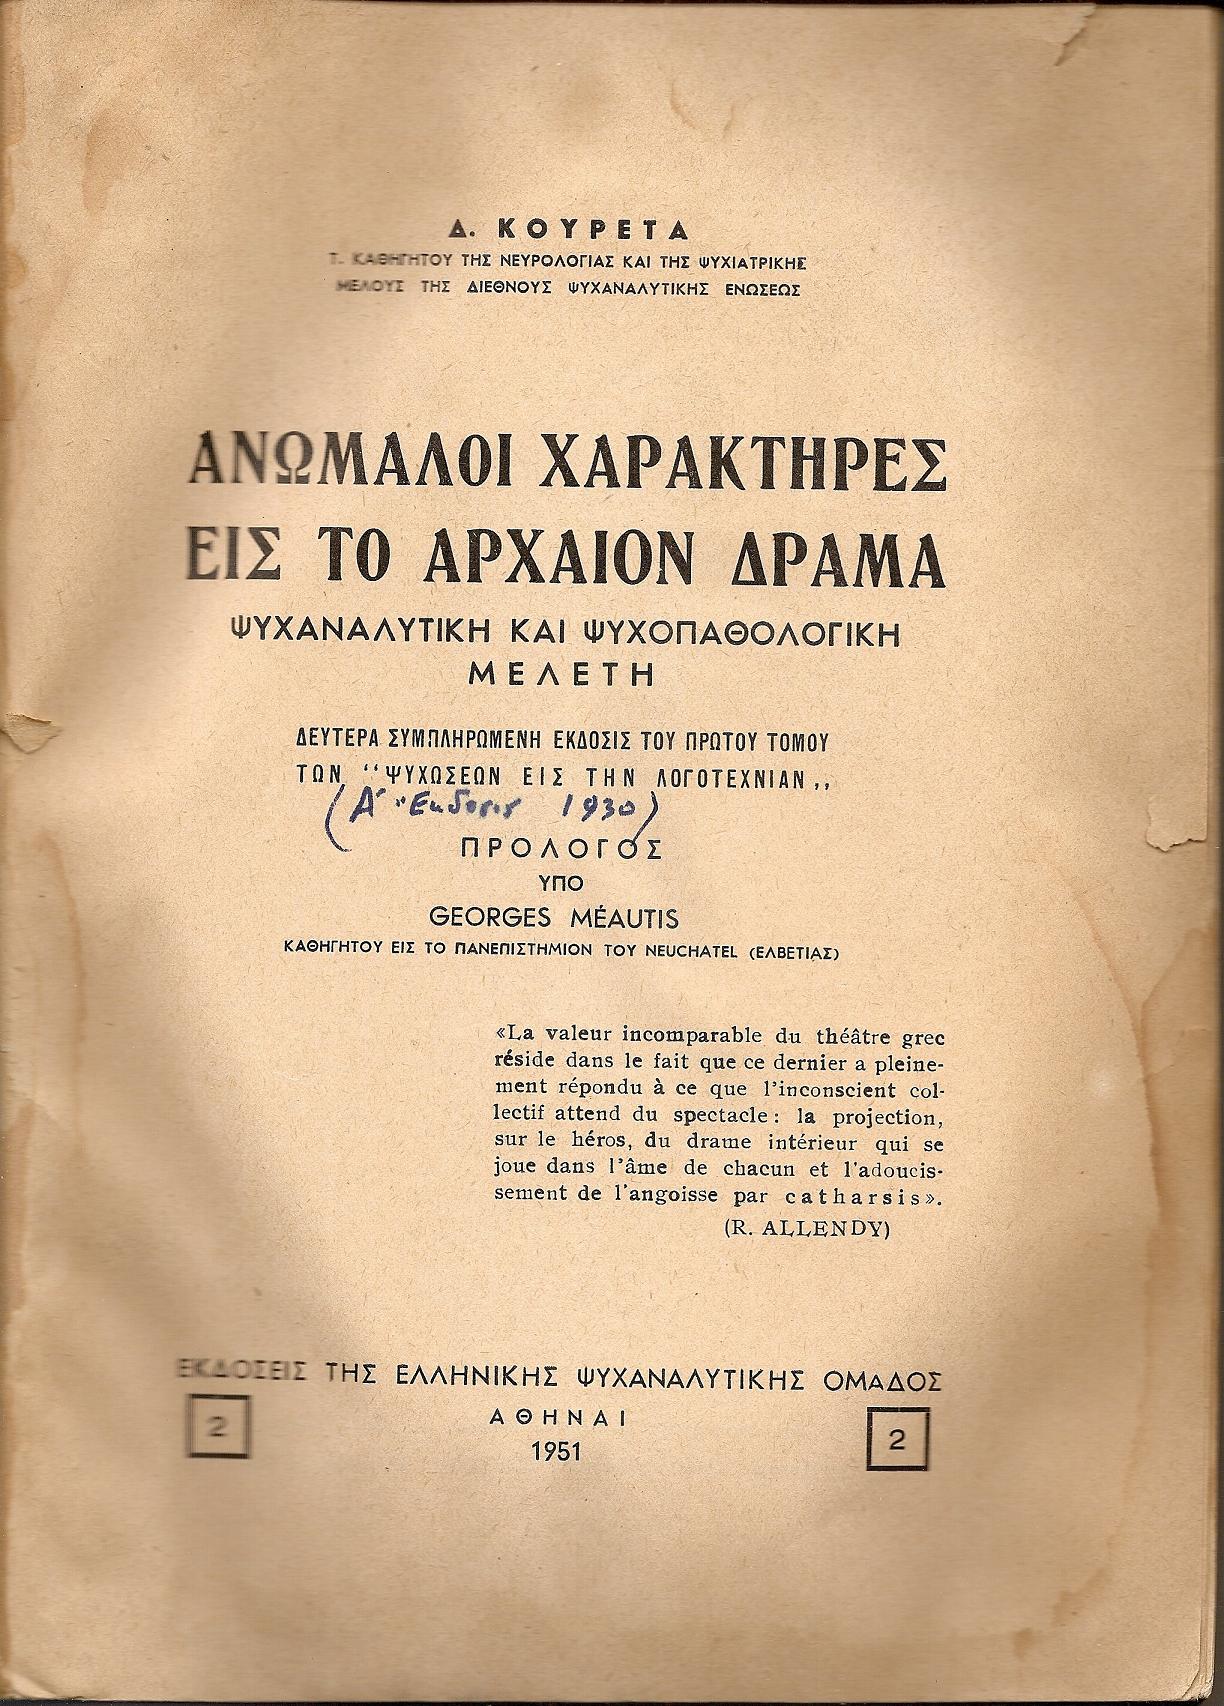 Δ. ΚΟΥΡΕΤΑ
Τ. ΚΑΘΗΓΗΤΟΥ ΤΗΣ ΝΕΥΡΟΛΟΓΙΑΣ ΚΑΙ ΤΗΣ ΨΥΧΙΑΤΡΙΚΗΣ
ΜΕΛΟΥΣ ΤΗΣ ΔΙΕΘΝΟΥΣ ΨΥΧΑΝΑΛΥΤΙΚΗΣ ΕΝΩΣΕΩΣ
ΑΝΩΜΑΛΟΙ ΧΑΡΑΚΤΗΡΕΣ
ΕΙΣ ΤΟ ΑΡΧΑΙΟΝ ΔΡΑΜΑ
ΨΥΧΑΝΑΛΥΤΙΚΗ ΚΑΙ ΨΥΧΟΠΑΘΟΛΟΓΙΚΗ
ΜΕΛΕΤΗ
ΔΕΥΤΕΡΑ ΣΥΜΠΛΗΡΩΜΕΝΗ ΕΚΔΟΣΙΣ ΤΟΥ ΠΡΩΤΟΥ ΤΟΜΟΥ
ΤΩΝ ‘‘ΨΥΧΩΣΕΩΝ ΕΙΣ ΤΗΝ ΛΟΓΟΤΕΧΝΙΑΝ,,
(Α' Ἔκδοσις 1930)
ΠΡΟΛΟΓΟΣ
ΥΠΟ
GEORGES MÉAUTIS
ΚΑΘΗΓΗΤΟΥ ΕΙΣ ΤΟ ΠΑΝΕΠΙΣΤΗΜΙΟΝ ΤΟΥ NEUCHATEL (ΕΛΒΕΤΙΑΣ)
«La valeur incomparable du théâtre grec
réside dans le fait que ce dernier a pleine-
ment répondu à ce que l'inconscient col-
lectif attend du spectacle: la projection,
sur le héros, du drame intérieur qui se
joue dans l'âme de chacun et l'adoucis-
sement de l'angoisse par catharsis».
(R. ALLENDY)
ΕΚΔΟΣΕΙΣ ΤΗΣ ΕΛΛΗΝΙΚΗΣ ΨΥΧΑΝΑΛΥΤΙΚΗΣ ΟΜΑΔΟΣ
2
ΑΘΗΝΑΙ
1951
2